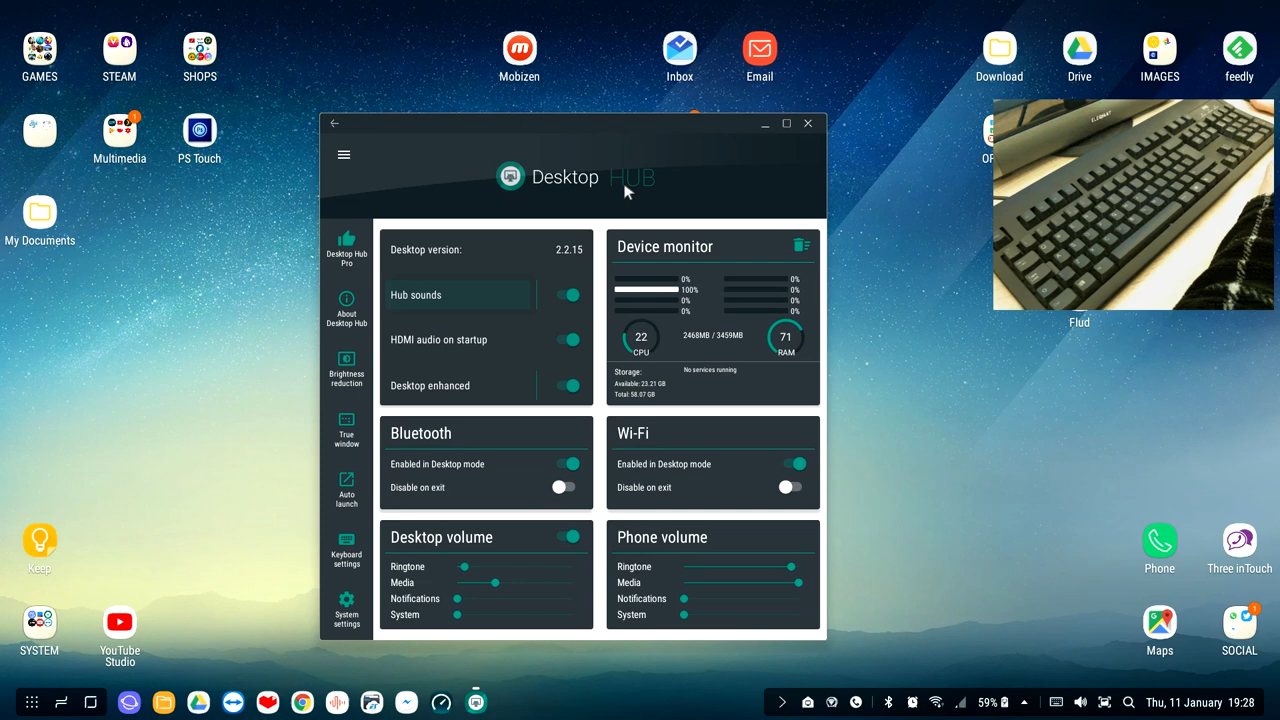 GAMES
STEAM
SHOPS
Mobizen
Inbox
Email
Download
Drive
IMAGES
feedly
1
Multimedia
PS Touch
My Documents
Flud
Desktop HUB
Desktop Hub
Pro
About
Desktop Hub
Brightness
reduction
True
window
Auto
launch
Keyboard
settings
System
settings
Desktop version: 2.2.15
Hub sounds
HDMI audio on startup
Desktop enhanced
Device monitor
0% 0%
100% 0%
0% 0%
0% 0%
22
CPU
2468MB / 3459MB
71
RAM
Storage:
Available: 23.21 GB
Total: 58.07 GB
No services running
Bluetooth
Enabled in Desktop mode
Disable on exit
Wi-Fi
Enabled in Desktop mode
Disable on exit
Desktop volume
Ringtone
Media
Notifications
System
Phone volume
Ringtone
Media
Notifications
System
Keep
Phone
Three inTouch
SYSTEM
YouTube
Studio
Maps
1
SOCIAL
59%
Thu, 11 January 19:28